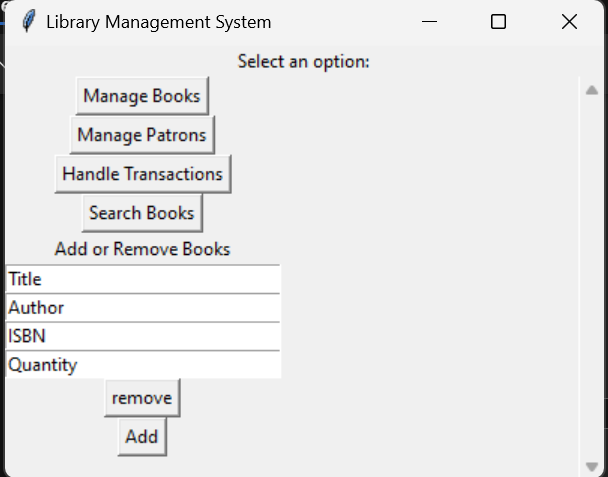 Library Management System
Select an option:
Manage Books
Manage Patrons
Handle Transactions
Search Books
Add or Remove Books
Title
Author
ISBN
Quantity
remove
Add